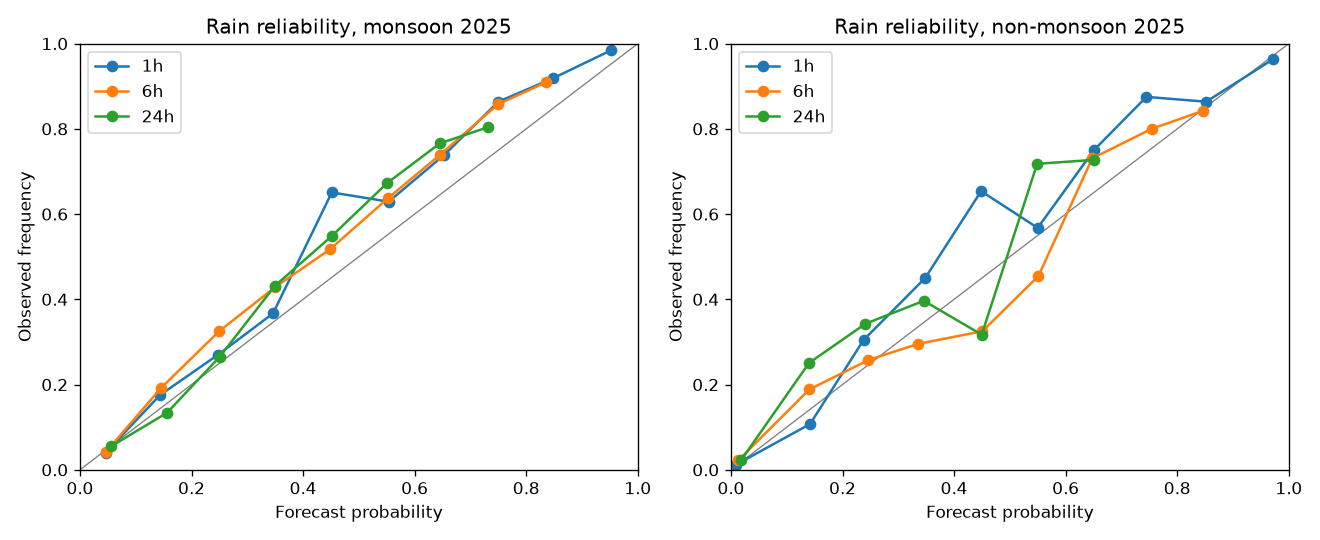 Rain reliability, monsoon 2025
1.0
0.8
0.6
0.4
0.2
0.0
Observed frequency
1h
6h
24h
0.0 0.2 0.4 0.6 0.8 1.0
Forecast probability
Rain reliability, non-monsoon 2025
1.0
0.8
0.6
0.4
0.2
0.0
Observed frequency
1h
6h
24h
0.0 0.2 0.4 0.6 0.8 1.0
Forecast probability